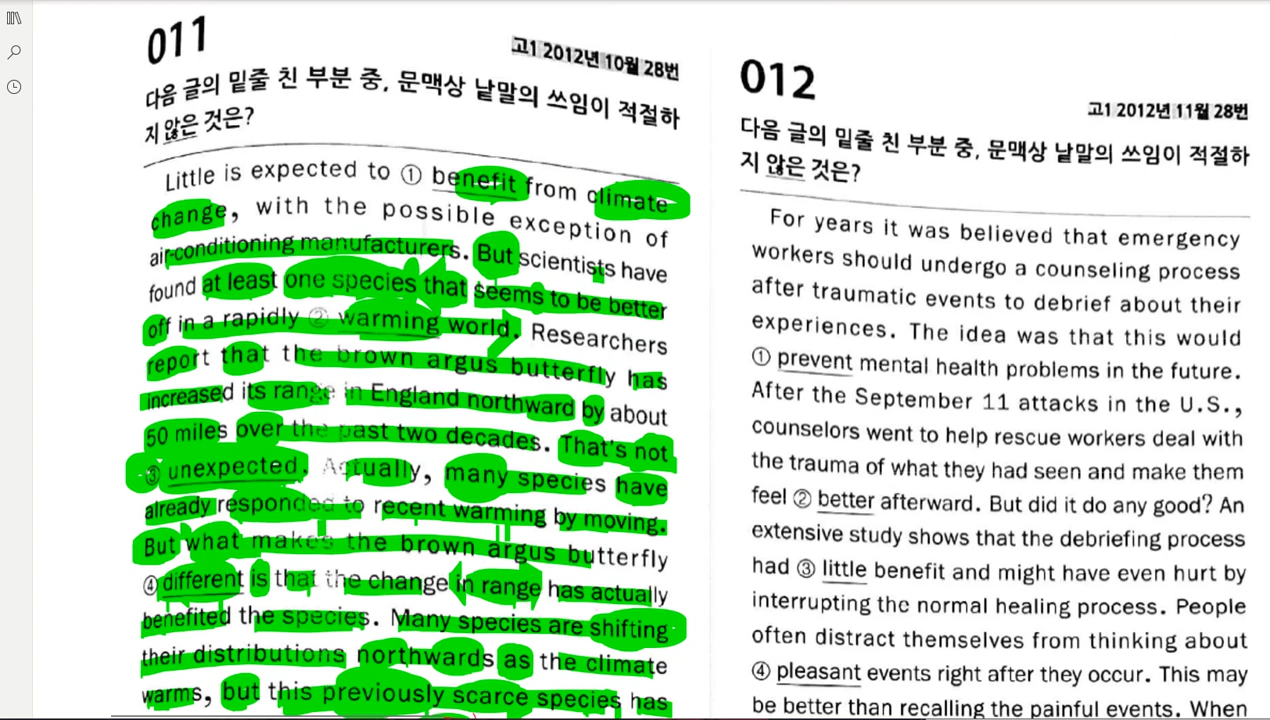 011
고1 2012년 10월 28번
다음 글의 밑줄 친 부분 중, 문맥상 낱말의 쓰임이 적절하
지 않은 것은?
Little is expected to ① benefit from climate
change, with the possible exception of
air-conditioning manufacturers. But scientists have
found at least one species that seems to be better
off in a rapidly ② warming world. Researchers
report that the brown argus butterfly has
increased its range in England northward by about
50 miles over the past two decades. That's not
③ unexpected. Actually, many species have
already responded to recent warming by moving.
But what makes the brown argus butterfly
④ different is that the change in range has actually
benefited the species. Many species are shifting
their distributions northwards as the climate
warms, but this previously scarce species has
012
고1 2012년 11월 28번
다음 글의 밑줄 친 부분 중, 문맥상 낱말의 쓰임이 적절하
지 않은 것은?
For years it was believed that emergency
workers should undergo a counseling process
after traumatic events to debrief about their
experiences. The idea was that this would
① prevent mental health problems in the future.
After the September 11 attacks in the U.S.,
counselors went to help rescue workers deal with
the trauma of what they had seen and make them
feel ② better afterward. But did it do any good? An
extensive study shows that the debriefing process
had ③ little benefit and might have even hurt by
interrupting the normal healing process. People
often distract themselves from thinking about
④ pleasant events right after they occur. This may
be better than recalling the painful events. When